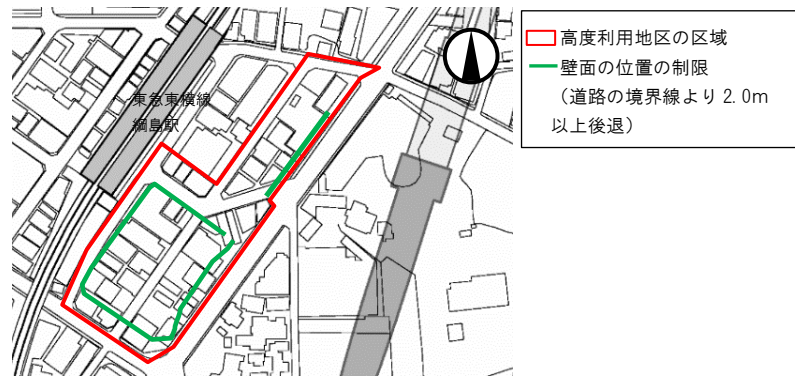 東急東横線
綱島駅
高度利用地区の区域
壁面の位置の制限
(道路の境界線より 2.0m
以上後退)